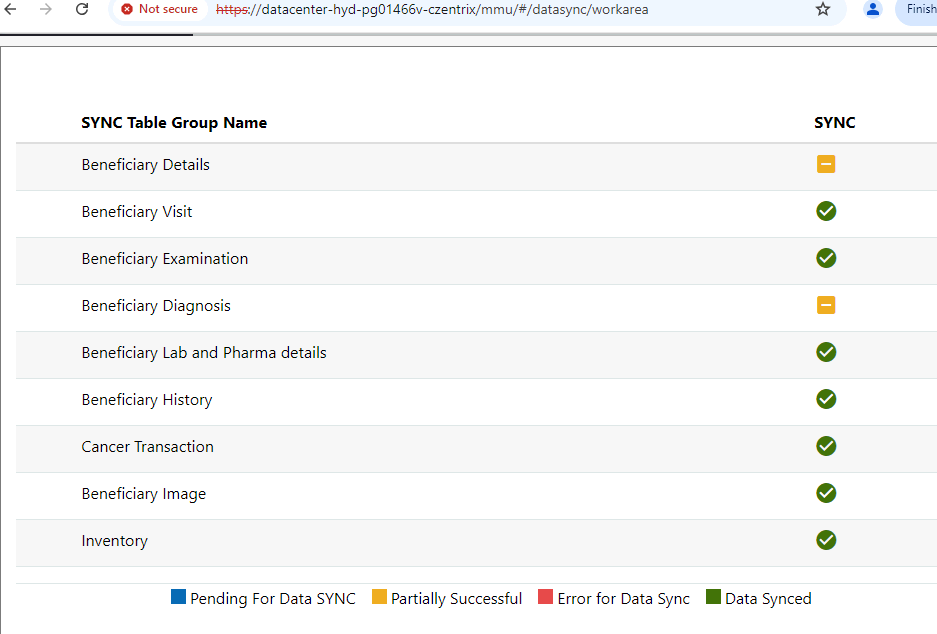 Not secure https://datacenter-hyd-pg01466v-czentrix/mmu/#/datasync/workarea Finish
SYNC Table Group Name SYNC
Beneficiary Details
Beneficiary Visit
Beneficiary Examination
Beneficiary Diagnosis
Beneficiary Lab and Pharma details
Beneficiary History
Cancer Transaction
Beneficiary Image
Inventory
Pending For Data SYNC Partially Successful Error for Data Sync Data Synced